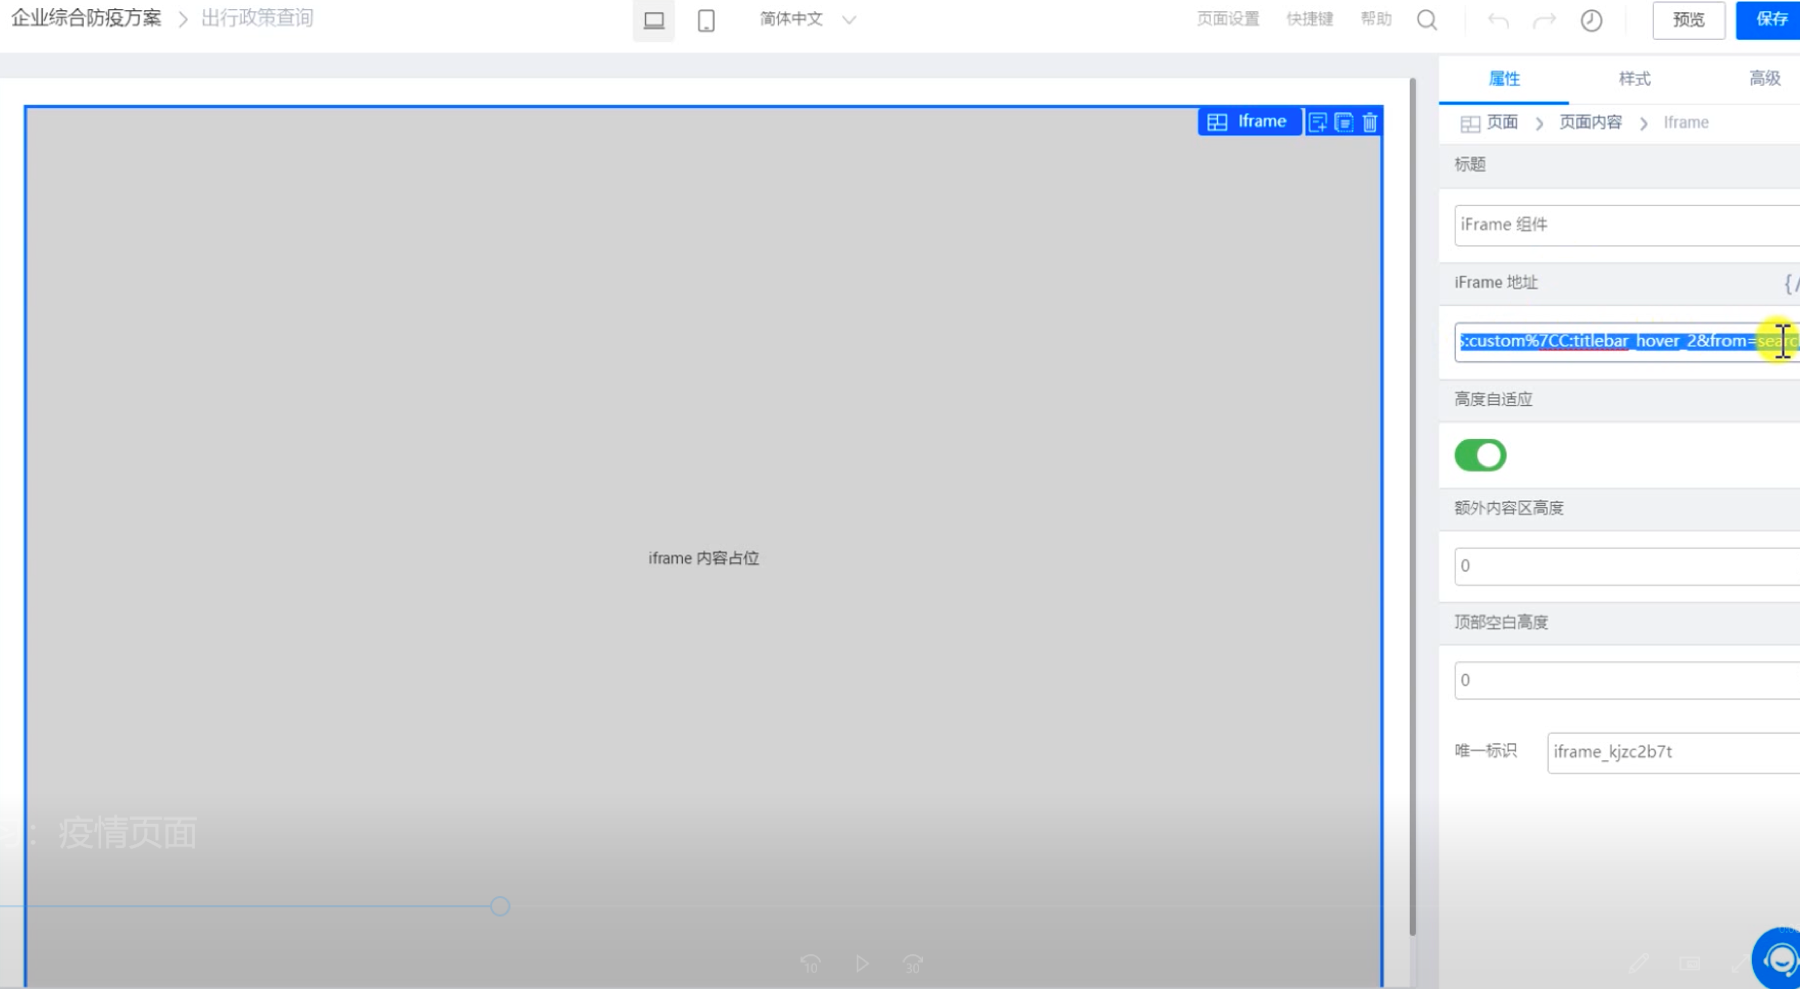 企业综合防疫方案 > 出行政策查询
简体中文
页面设置 快捷键 帮助
预览 保存
属性 样式 高级
Iframe
页面 > 页面内容 > Iframe
标题
iFrame 组件
iFrame 地址
:custom%7CC:titlebar_hover_2&from=searc
高度自适应
额外内容区高度
0
iframe 内容占位
顶部空白高度
0
唯一标识 iframe_kjzc2b7t
:疫情页面
10 30